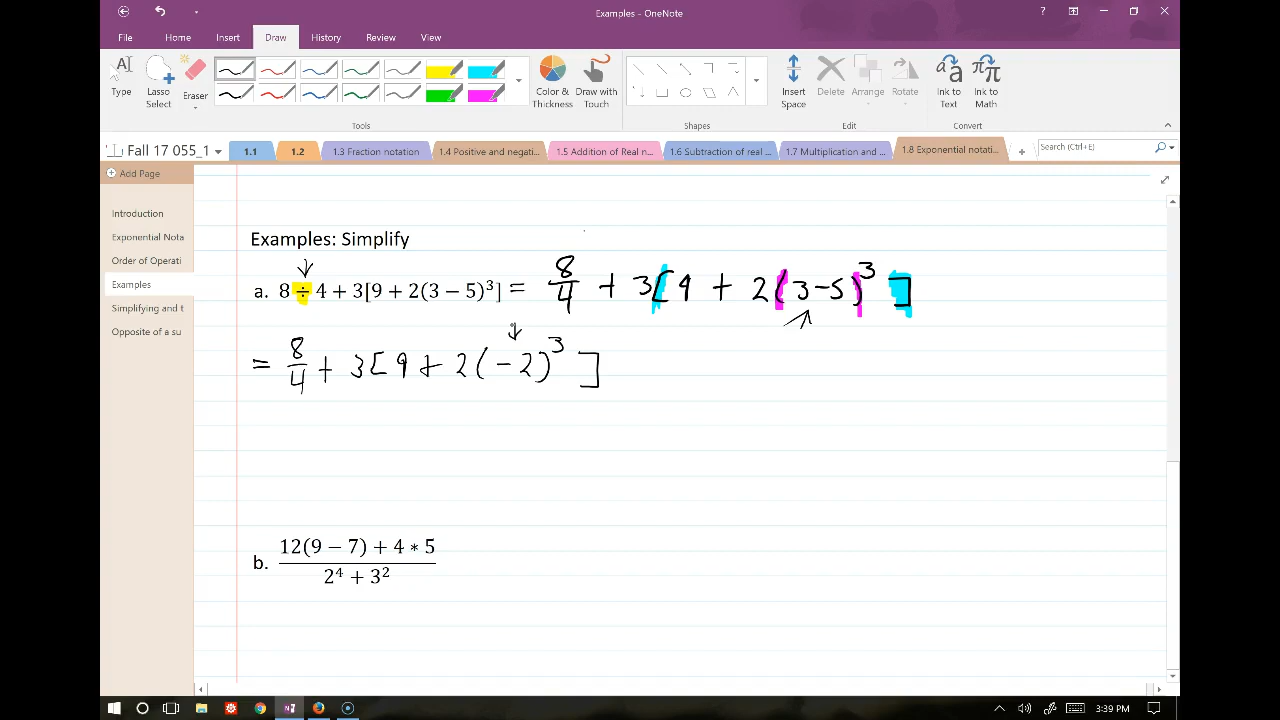 Examples - OneNote
?
File Home Insert Draw History Review View
Type
Lasso Select
Eraser
Color & Thickness
Draw with Touch
Insert Space
Delete
Arrange
Rotate
Ink to Text
Ink to Math
Tools
Shapes
Edit
Convert
Fall 17 055_1
1.1
1.2
1.3 Fraction notation
1.4 Positive and negati...
1.5 Addition of Real n...
1.6 Subtraction of real ...
1.7 Multiplication and ...
1.8 Exponential notati...
Search (Ctrl+E)
Add Page
Introduction
Exponential Nota
Order of Operati
Examples
Simplifying and t
Opposite of a su
Examples: Simplify
a. 8 ÷ 4 + 3[9 + 2(3 − 5)³] = 8/4 + 3[9 + 2(3-5)³]
= 8/4 + 3[9 + 2(-2)³]
b. 12(9 − 7) + 4 ∗ 5
2⁴ + 3²
3:39 PM